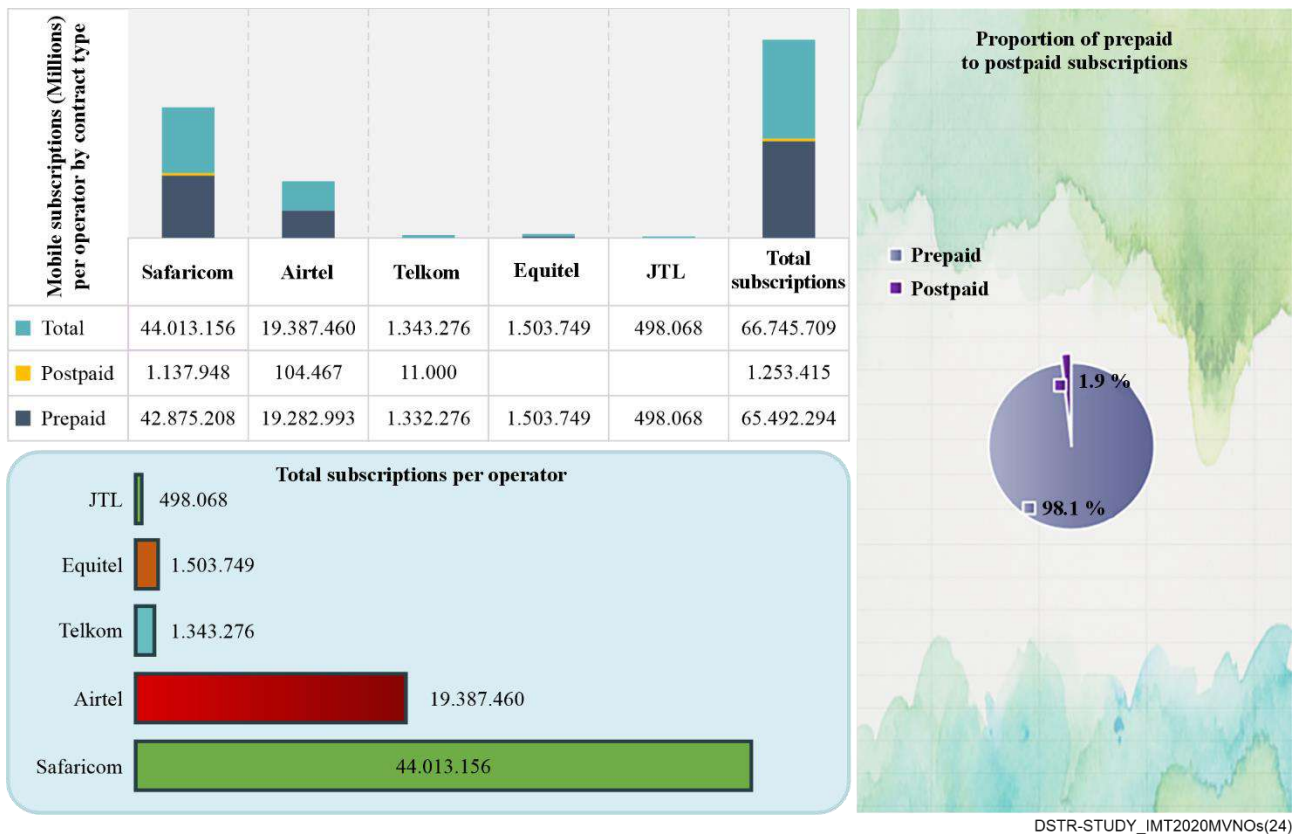 Mobile subscriptions (Millions)
per operator by contract type
Safaricom
Airtel
Telkom
Equitel
JTL
Total
subscriptions
Total 44.013.156 19.387.460 1.343.276 1.503.749 498.068 66.745.709
Postpaid 1.137.948 104.467 11.000 1.253.415
Prepaid 42.875.208 19.282.993 1.332.276 1.503.749 498.068 65.492.294
Total subscriptions per operator
JTL 498.068
Equitel 1.503.749
Telkom 1.343.276
Airtel 19.387.460
Safaricom 44.013.156
Proportion of prepaid
to postpaid subscriptions
Prepaid
Postpaid
1.9 %
98.1 %
DSTR-STUDY_IMT2020MVNOs(24)